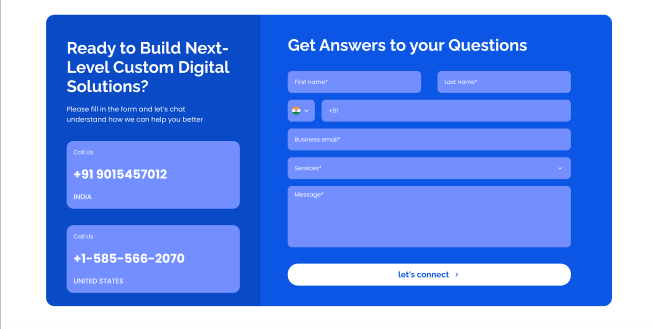 Ready to Build Next-
Level Custom Digital
Solutions?
Please fill in the form and let's chat
understand how we can help you better
Call Us
+91 9015457012
INDIA
Call Us
+1-585-566-2070
UNITED STATES
Get Answers to your Questions
First name*
Last name*
+91
Business email*
Services*
Message*
let's connect